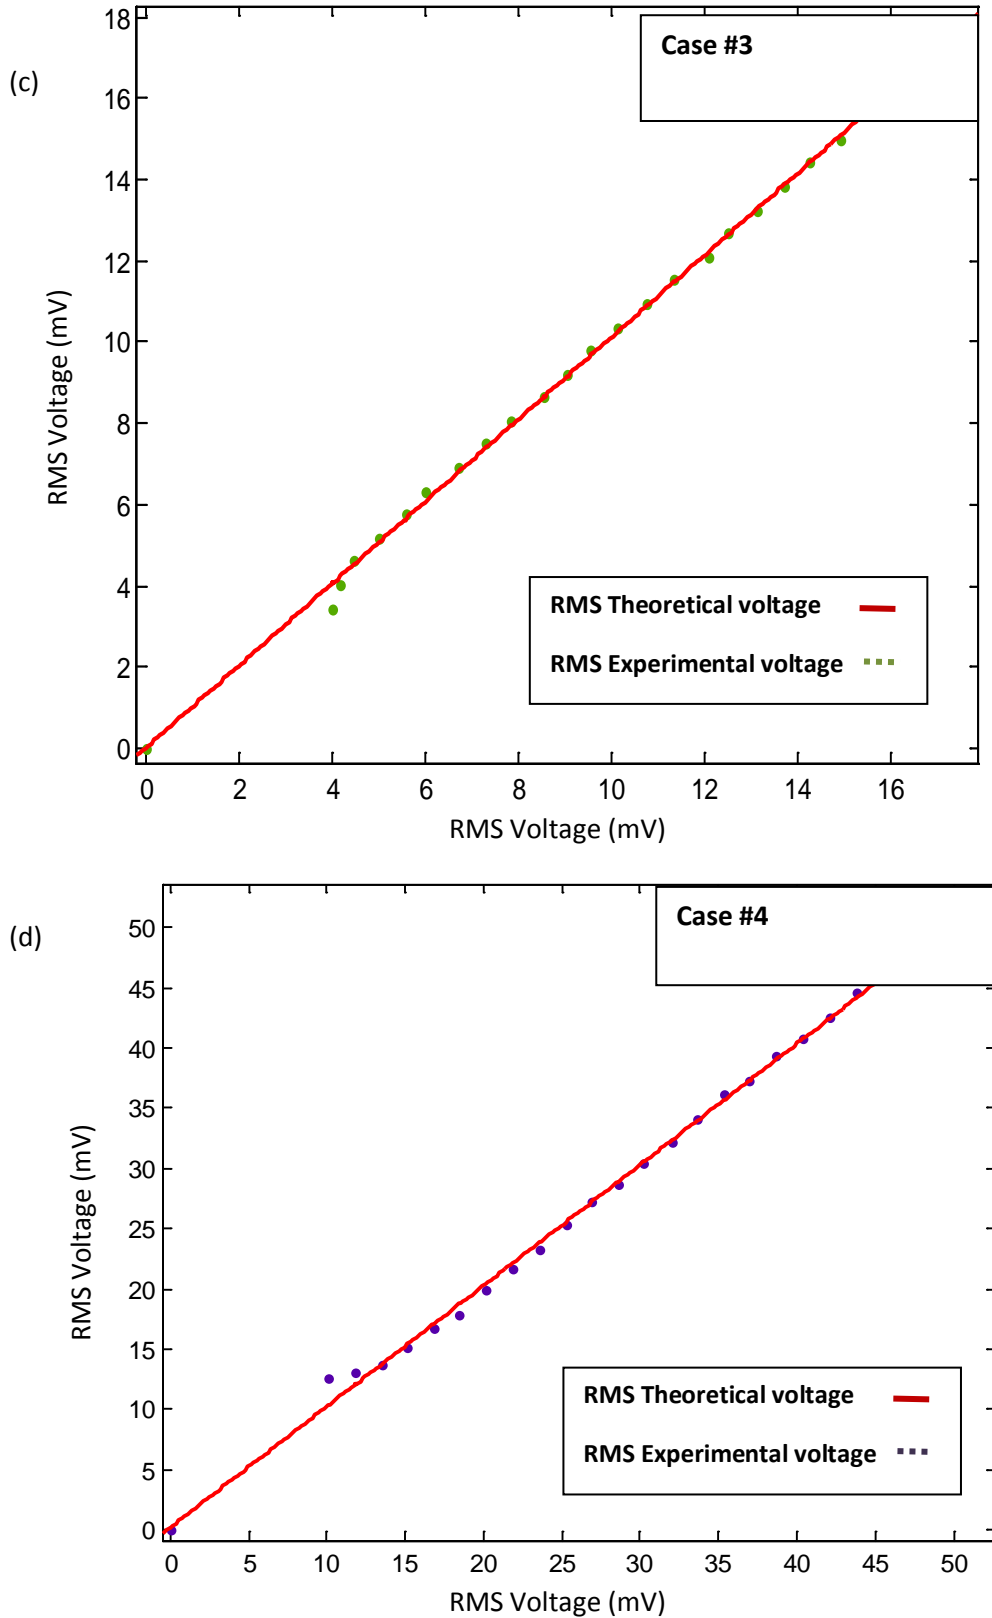 (c)
Case #3
18
16
14
12
10
8
6
4
2
0
RMS Voltage (mV)
RMS Theoretical voltage
RMS Experimental voltage
0 2 4 6 8 10 12 14 16
RMS Voltage (mV)
(d)
Case #4
50
45
40
35
30
25
20
15
10
5
0
RMS Voltage (mV)
RMS Theoretical voltage
RMS Experimental voltage
0 5 10 15 20 25 30 35 40 45 50
RMS Voltage (mV)